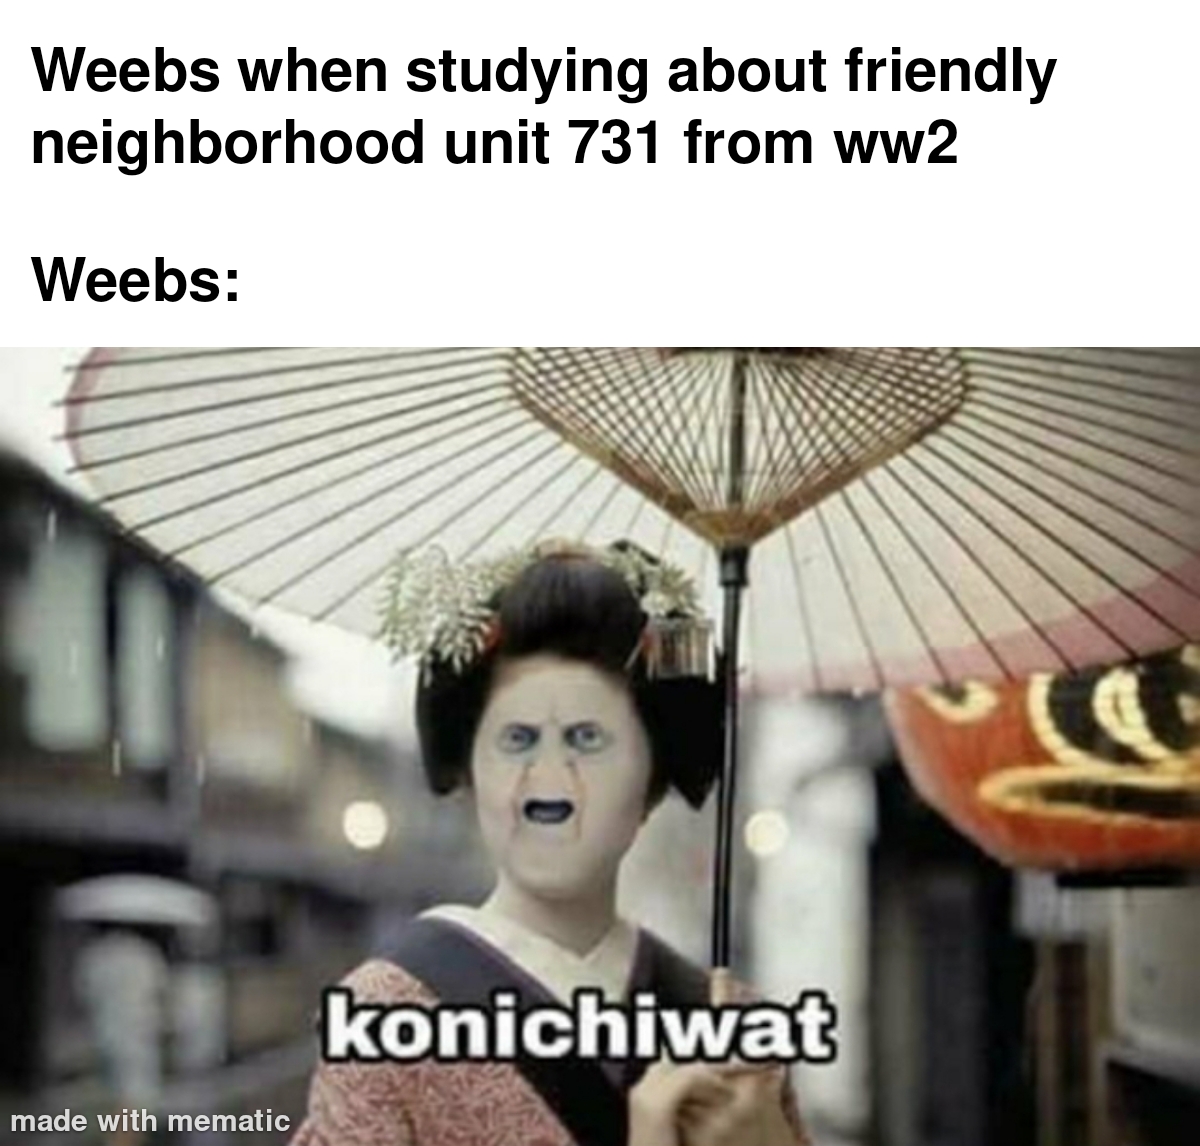 Weebs when studying about friendly
neighborhood unit 731 from ww2
Weebs:
konichiwat
made with mematic